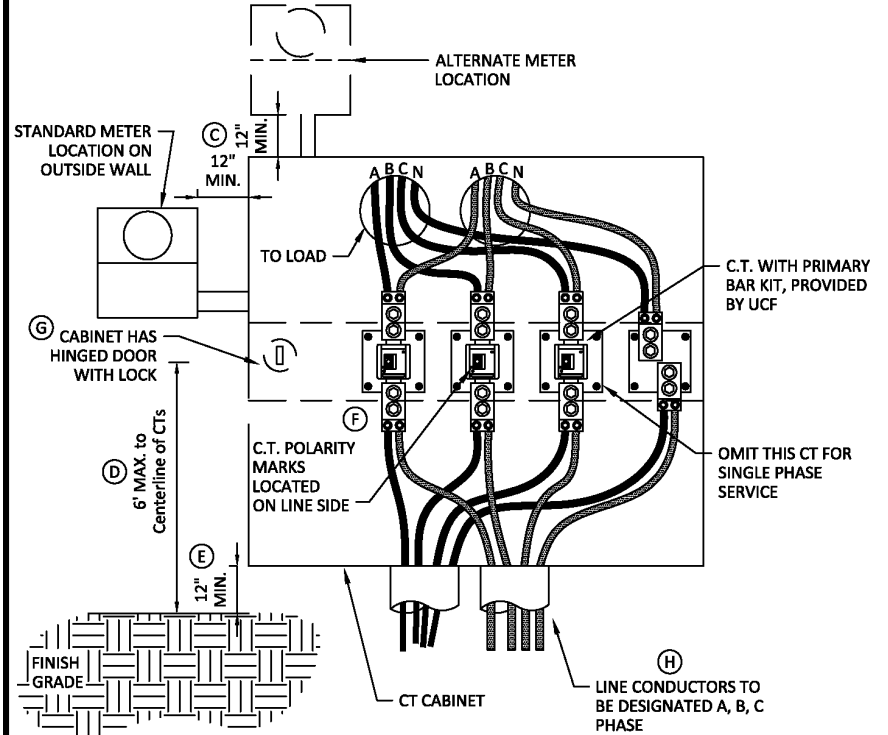 ALTERNATE METER
LOCATION
STANDARD METER
LOCATION ON
OUTSIDE WALL
C
12"
MIN.
12"
MIN.
A B C N
A B C N
TO LOAD
C.T. WITH PRIMARY
BAR KIT, PROVIDED
BY UCF
G
CABINET HAS
HINGED DOOR
WITH LOCK
F
C.T. POLARITY
MARKS
LOCATED
ON LINE SIDE
OMIT THIS CT FOR
SINGLE PHASE
SERVICE
D
6' MAX. to
Centerline of CTs
E
12"
MIN.
FINISH
GRADE
CT CABINET
H
LINE CONDUCTORS TO
BE DESIGNATED A, B, C
PHASE